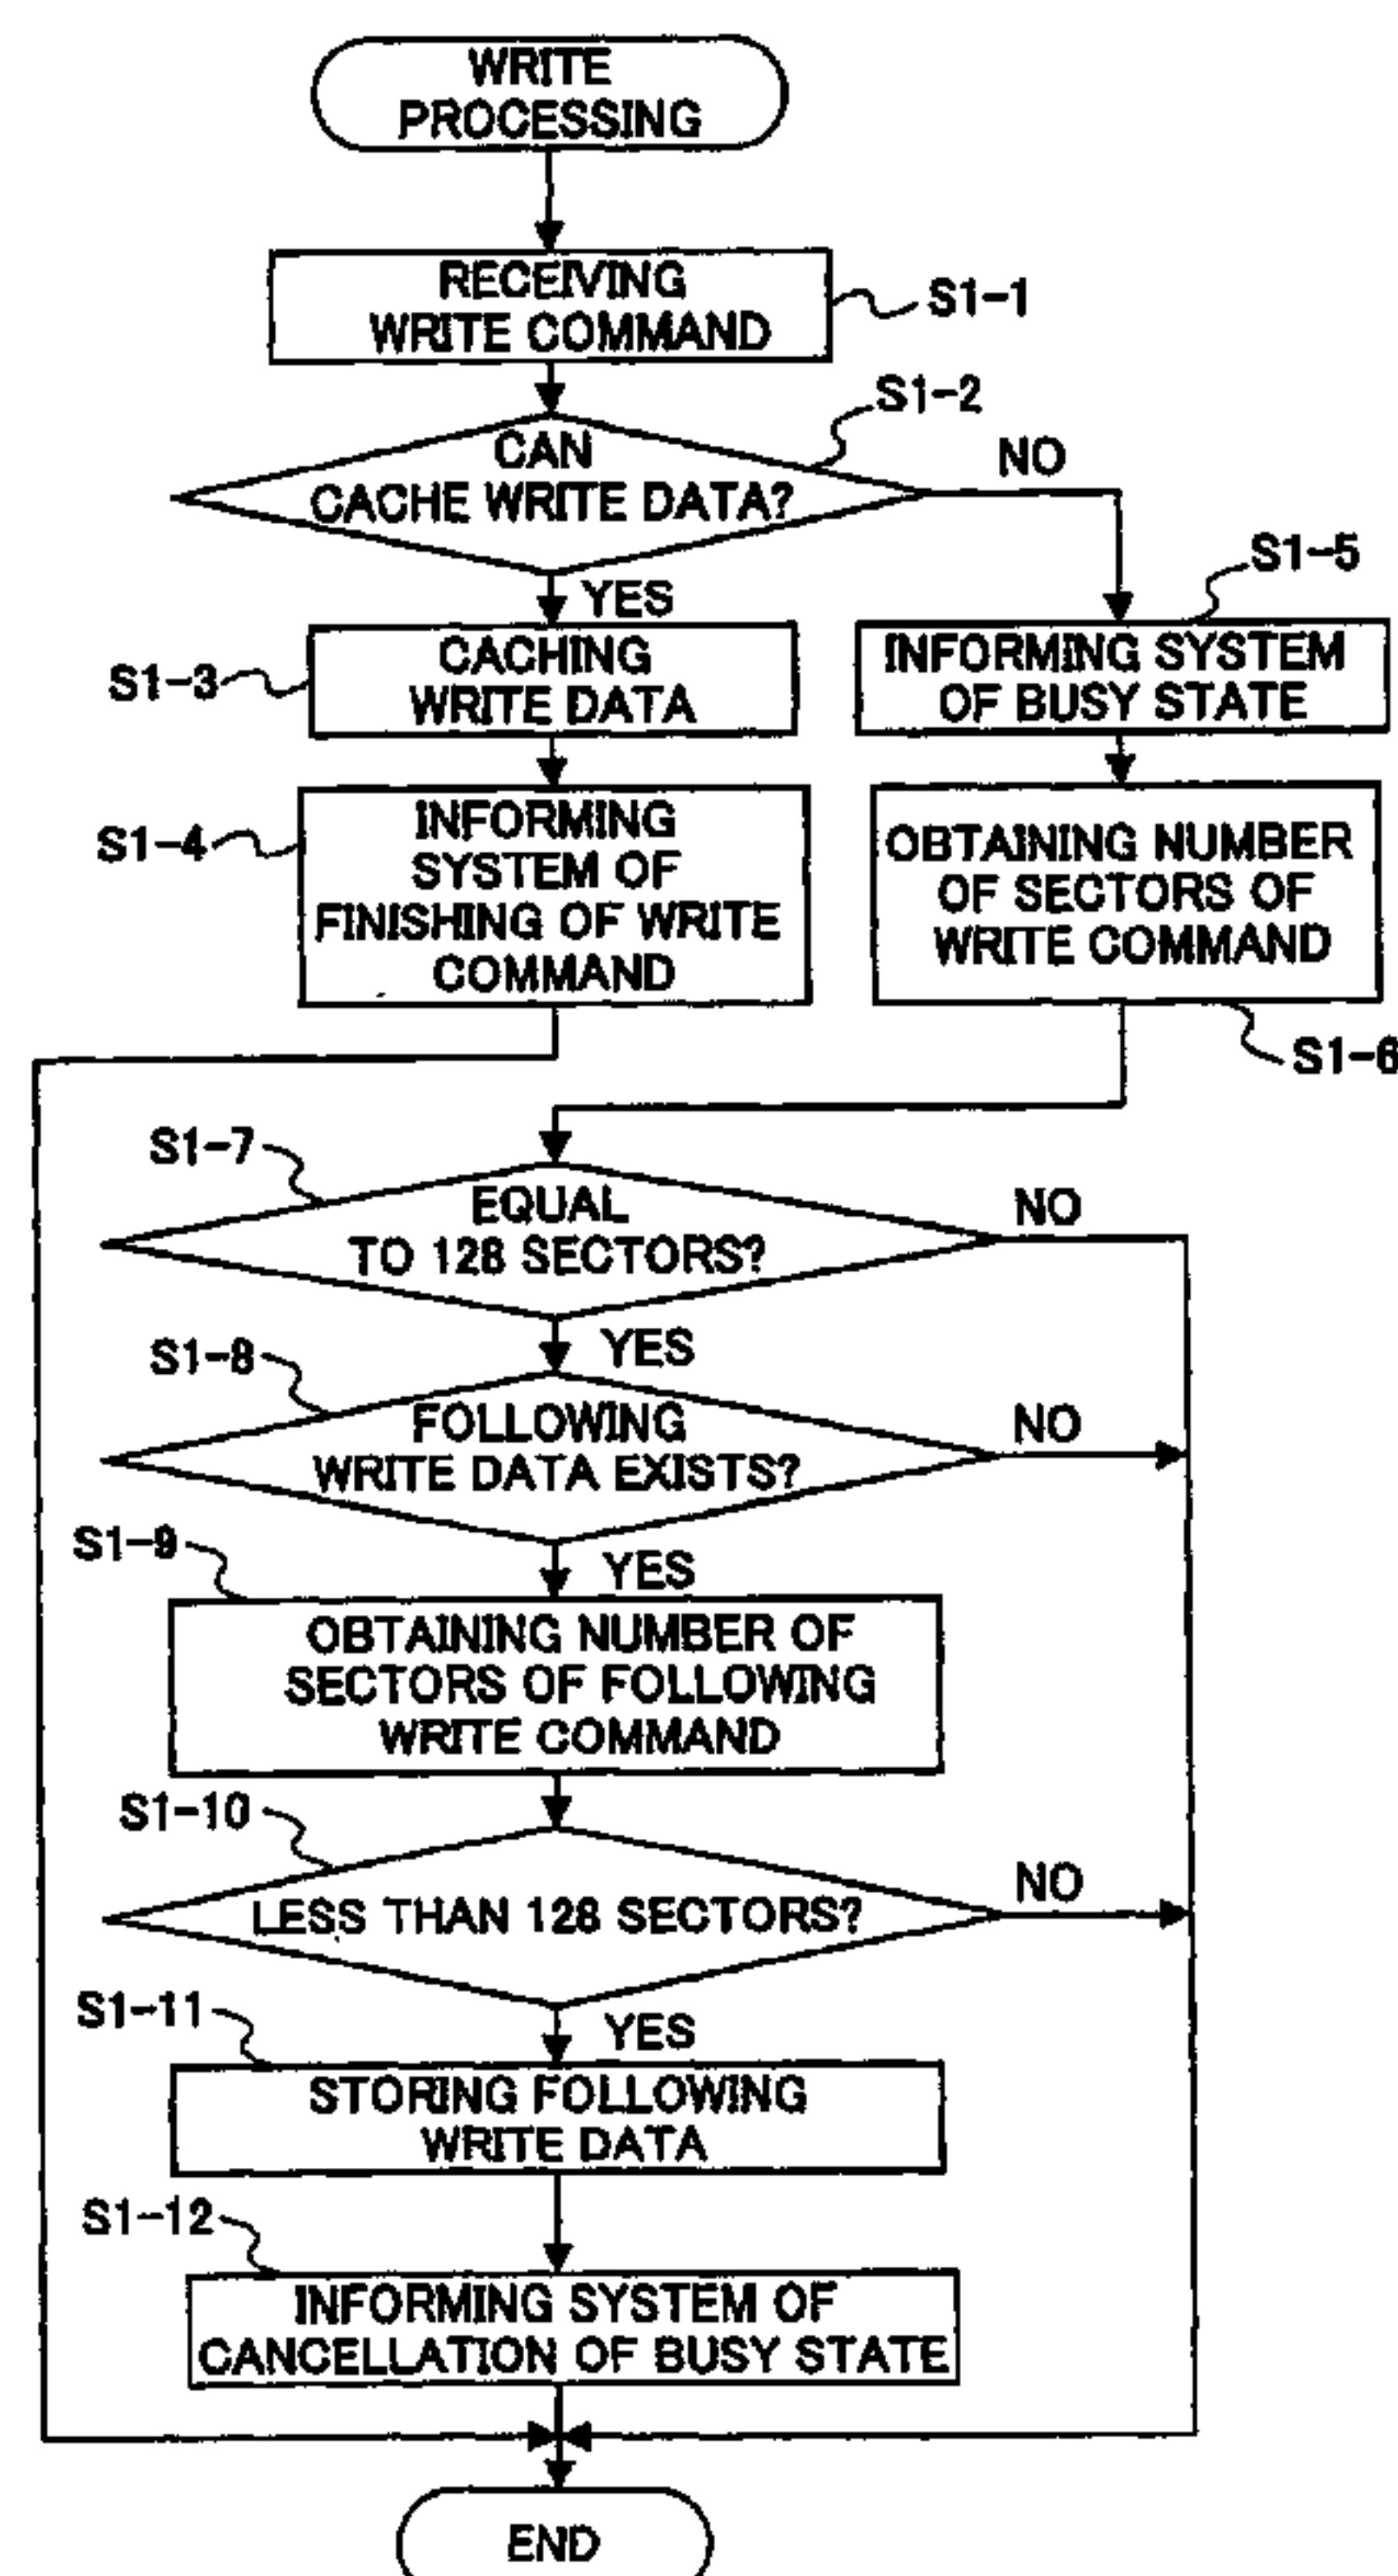 WRITE
PROCESSING
RECEIVING
WRITE COMMAND
S1-1
S1-2
CAN
CACHE WRITE DATA?
NO
YES
S1-5
S1-3
CACHING
WRITE DATA
INFORMING SYSTEM
OF BUSY STATE
S1-4
INFORMING
SYSTEM OF
FINISHING OF WRITE
COMMAND
OBTAINING NUMBER
OF SECTORS OF
WRITE COMMAND
S1-6
S1-7
EQUAL
TO 128 SECTORS?
NO
YES
S1-8
FOLLOWING
WRITE DATA EXISTS?
NO
YES
S1-9
OBTAINING NUMBER OF
SECTORS OF FOLLOWING
WRITE COMMAND
S1-10
LESS THAN 128 SECTORS?
NO
YES
S1-11
STORING FOLLOWING
WRITE DATA
S1-12
INFORMING SYSTEM OF
CANCELLATION OF BUSY STATE
END